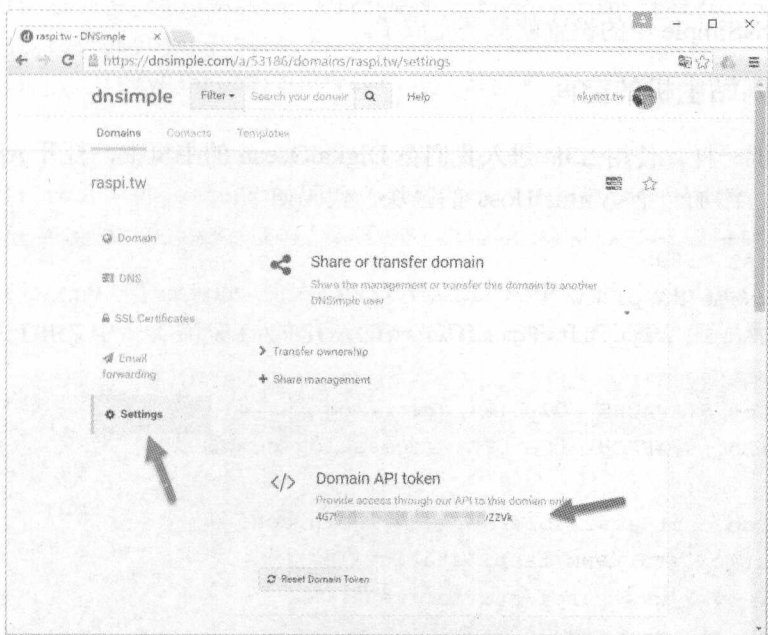 raspi.tw - DNSimple
https://dnsimple.com/a/53186/domains/raspi.tw/settings
dnsimple Filter Search your domain Help skynet.tw
Domains Contacts Templates
raspi.tw
Domain
DNS
SSL Certificates
Email forwarding
Settings
Share or transfer domain
Share the management or transfer this domain to another
DNSimple user
Transfer ownership
Share management
Domain API token
Provide access through our API to this domain only
4G7 ZZVk
Reset Domain Token